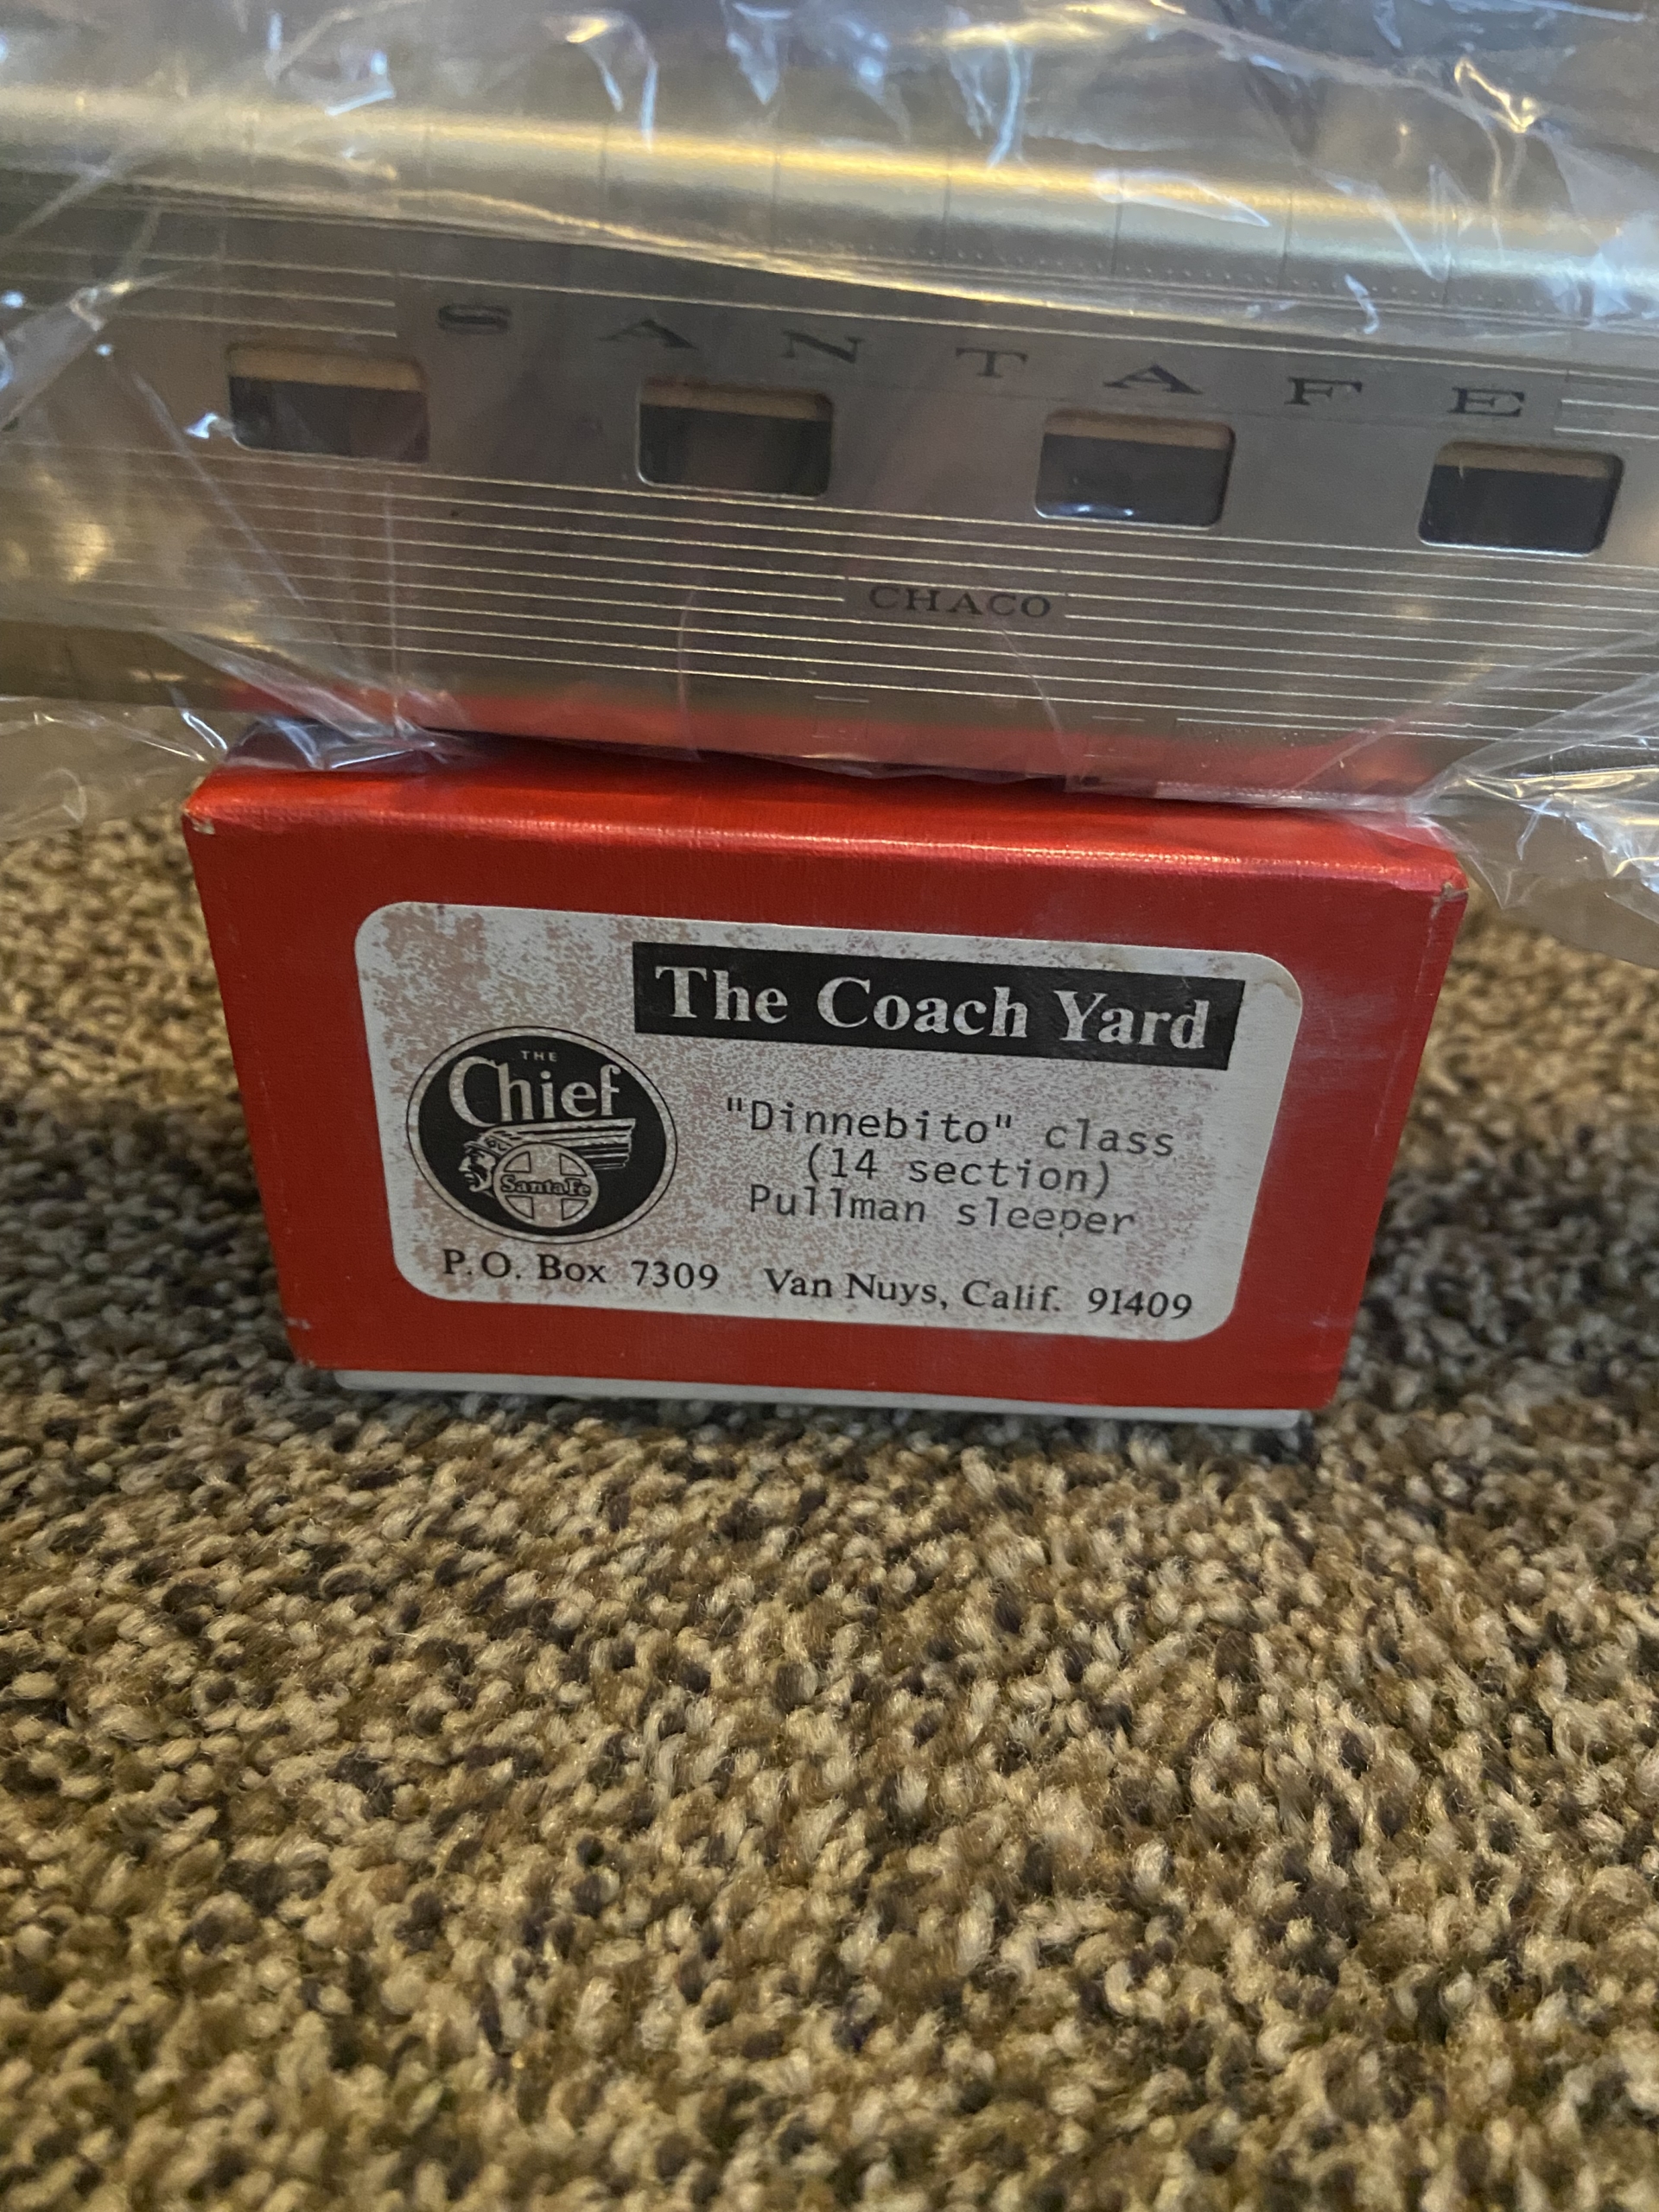 SANTA FE
CHACO
The Coach Yard
THE
Chief
Santa Fe
"Dinnebito" class
(14 section)
Pullman sleeper
P.O. Box 7309 Van Nuys, Calif. 91409